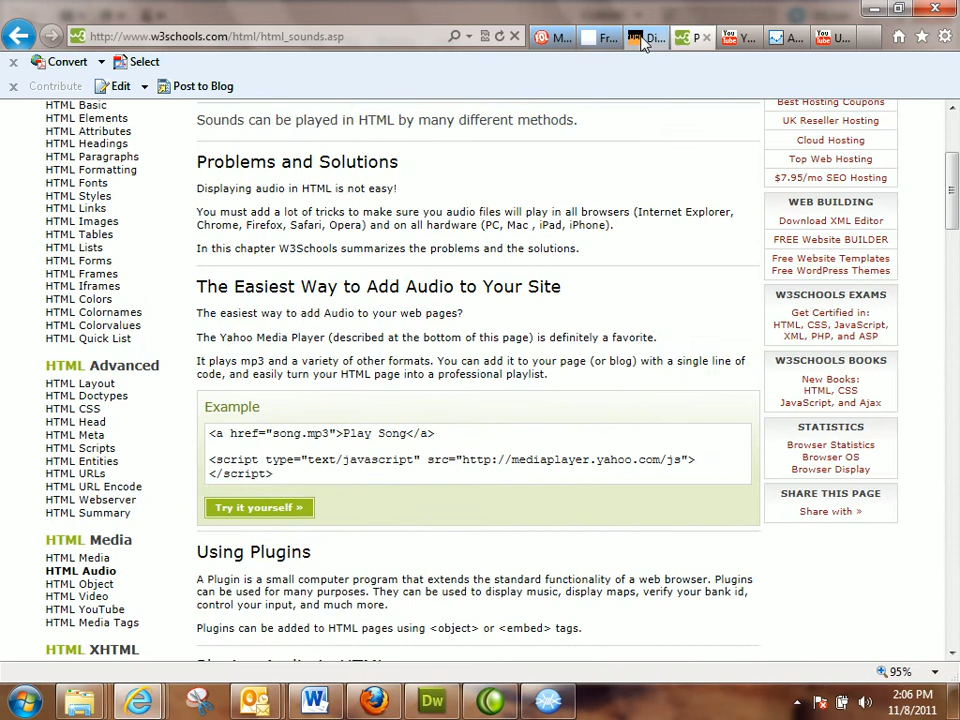 http://www.w3schools.com/html/html_sounds.asp
M...
Fr...
Di...
P
Y...
A...
U...
Convert
Select
Contribute
Edit
Post to Blog
HTML Basic
HTML Elements
HTML Attributes
HTML Headings
HTML Paragraphs
HTML Formatting
HTML Fonts
HTML Styles
HTML Links
HTML Images
HTML Tables
HTML Lists
HTML Forms
HTML Frames
HTML Iframes
HTML Colors
HTML Colornames
HTML Colorvalues
HTML Quick List
HTML Advanced
HTML Layout
HTML Doctypes
HTML CSS
HTML Head
HTML Meta
HTML Scripts
HTML Entities
HTML URLs
HTML URL Encode
HTML Webserver
HTML Summary
HTML Media
HTML Media
HTML Audio
HTML Object
HTML Video
HTML YouTube
HTML Media Tags
HTML XHTML
Sounds can be played in HTML by many different methods.
Problems and Solutions
Displaying audio in HTML is not easy!
You must add a lot of tricks to make sure you audio files will play in all browsers (Internet Explorer,
Chrome, Firefox, Safari, Opera) and on all hardware (PC, Mac , iPad, iPhone).
In this chapter W3Schools summarizes the problems and the solutions.
The Easiest Way to Add Audio to Your Site
The easiest way to add Audio to your web pages?
The Yahoo Media Player (described at the bottom of this page) is definitely a favorite.
It plays mp3 and a variety of other formats. You can add it to your page (or blog) with a single line of
code, and easily turn your HTML page into a professional playlist.
Example
<a href="song.mp3">Play Song</a>
<script type="text/javascript" src="http://mediaplayer.yahoo.com/js">
</script>
Try it yourself »
Using Plugins
A Plugin is a small computer program that extends the standard functionality of a web browser. Plugins
can be used for many purposes. They can be used to display music, display maps, verify your bank id,
control your input, and much more.
Plugins can be added to HTML pages using <object> or <embed> tags.
Best Hosting Coupons
UK Reseller Hosting
Cloud Hosting
Top Web Hosting
$7.95/mo SEO Hosting
WEB BUILDING
Download XML Editor
FREE Website BUILDER
Free Website Templates
Free WordPress Themes
W3SCHOOLS EXAMS
Get Certified in:
HTML, CSS, JavaScript,
XML, PHP, and ASP
W3SCHOOLS BOOKS
New Books:
HTML, CSS
JavaScript, and Ajax
STATISTICS
Browser Statistics
Browser OS
Browser Display
SHARE THIS PAGE
Share with »
95%
Dw
2:06 PM
11/8/2011